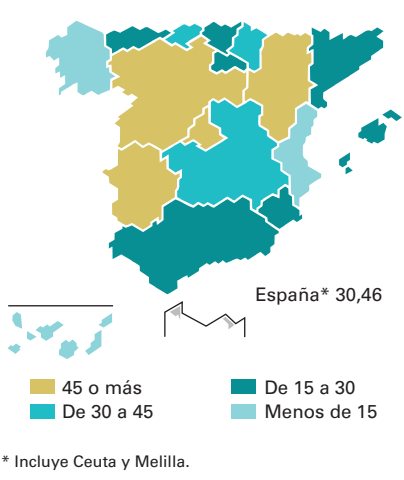 España* 30,46
45 o más
De 15 a 30
De 30 a 45
Menos de 15
* Incluye Ceuta y Melilla.